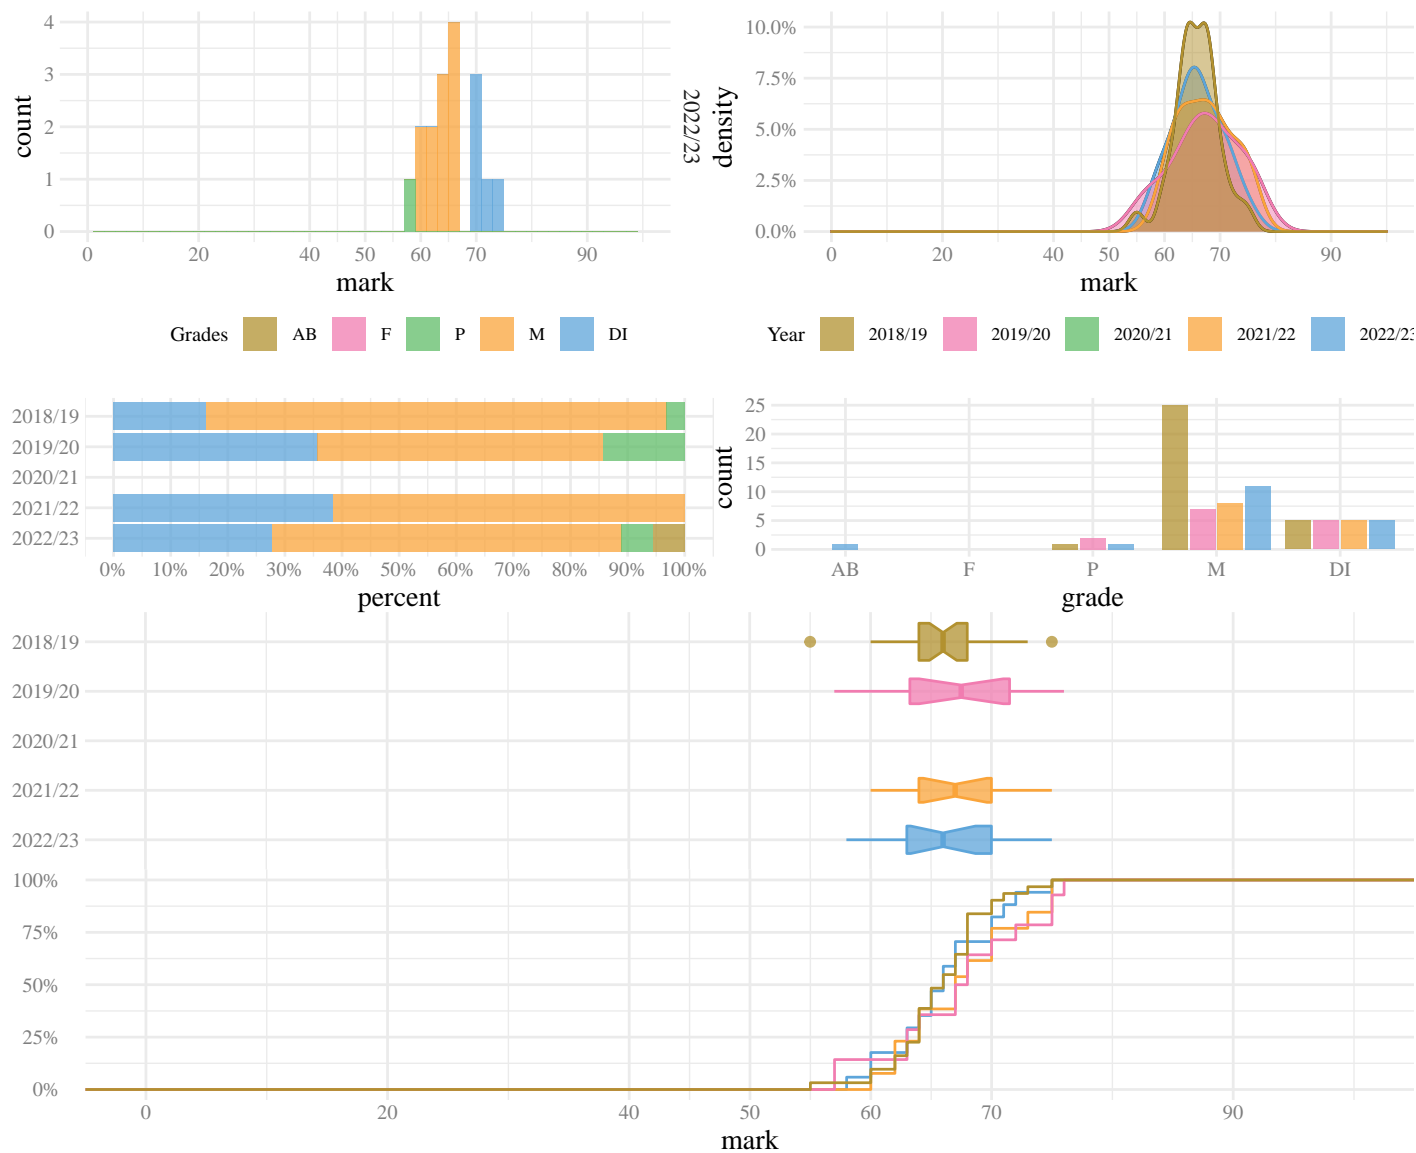 4
3
2
1
0
count
0 20 40 50 60 70 90
mark
2022/23
10.0%
7.5%
5.0%
2.5%
0.0%
density
0 20 40 50 60 70 90
mark
Grades AB F P M DI
Year 2018/19 2019/20 2020/21 2021/22 2022/23
2018/19
2019/20
2020/21
2021/22
2022/23
0% 10% 20% 30% 40% 50% 60% 70% 80% 90% 100%
percent
25
20
15
10
5
0
count
AB F P M DI
grade
2018/19
2019/20
2020/21
2021/22
2022/23
100%
75%
50%
25%
0%
0 20 40 50 60 70 90
mark